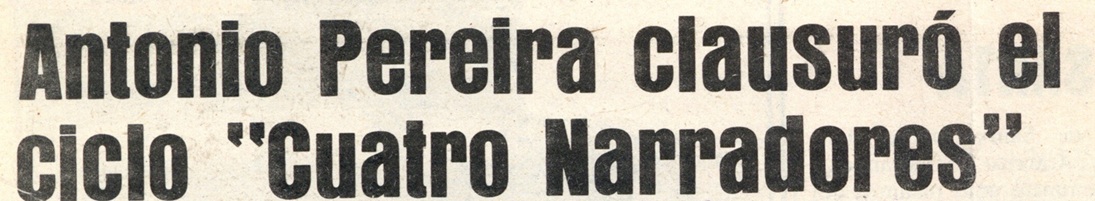 Antonio Pereira clausuró el
ciclo "Cuatro Narradores"